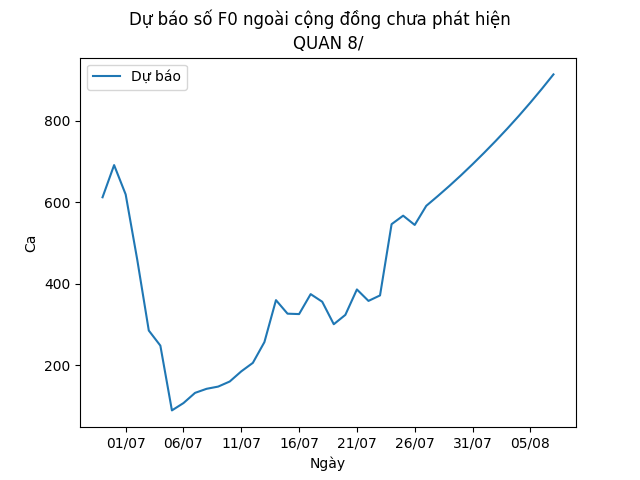 Dự báo số F0 ngoài cộng đồng chưa phát hiện
QUAN 8/
Dự báo
800
600
400
200
Ca
01/07 06/07 11/07 16/07 21/07 26/07 31/07 05/08
Ngày